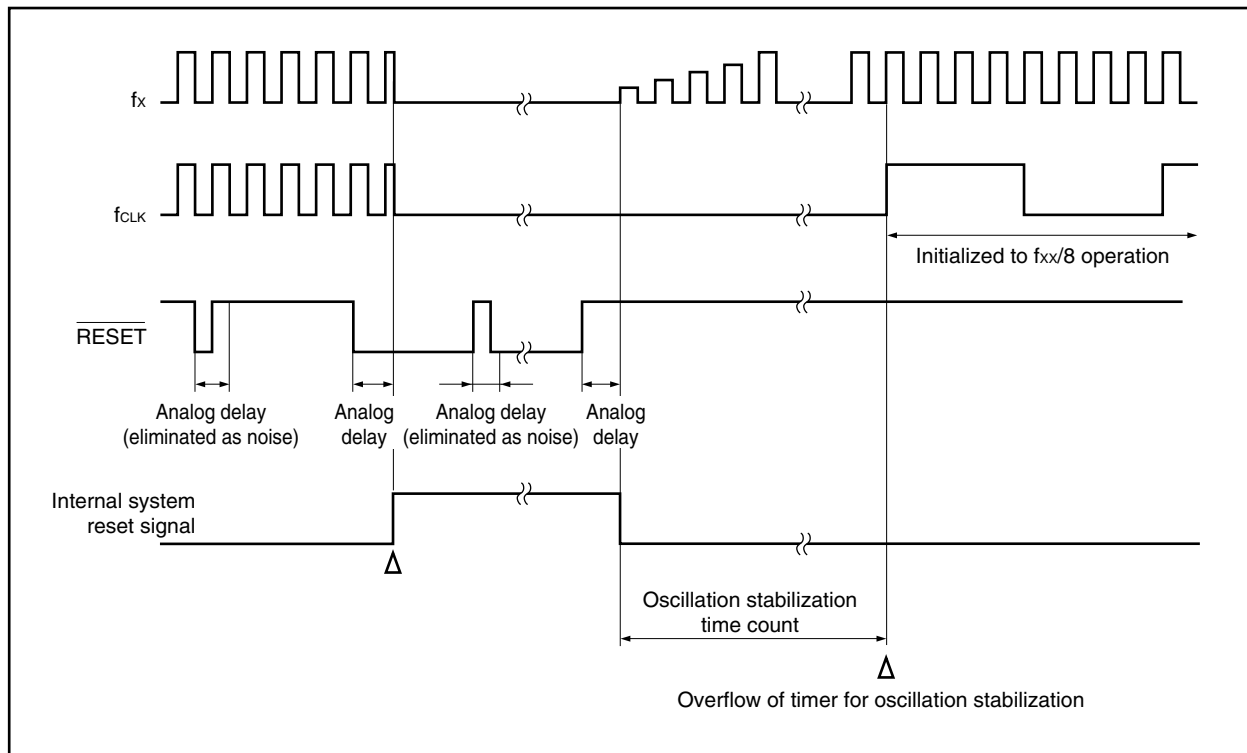 fX
fCLK
Initialized to fXX/8 operation
RESET
Analog delay
(eliminated as noise)
Analog
delay
Analog delay
(eliminated as noise)
Analog
delay
Internal system
reset signal
Oscillation stabilization
time count
Overflow of timer for oscillation stabilization